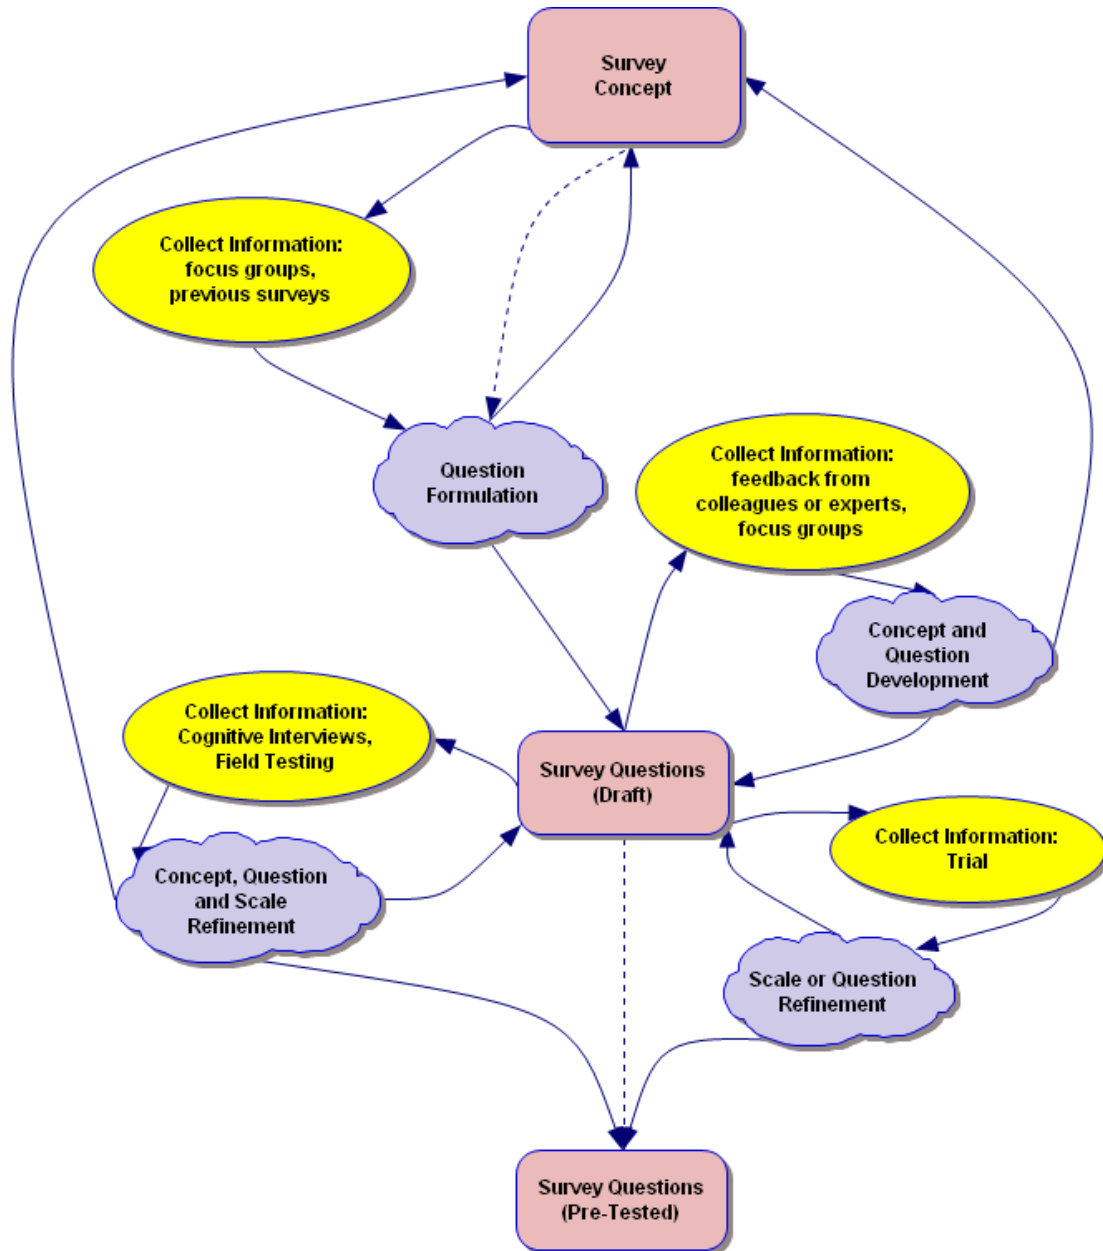 Survey
Concept
Collect Information:
focus groups,
previous surveys
Question
Formulation
Collect Information:
feedback from
colleagues or experts,
focus groups
Concept and
Question
Development
Collect Information:
Cognitive Interviews,
Field Testing
Survey Questions
(Draft)
Collect Information:
Trial
Concept, Question
and Scale
Refinement
Scale or Question
Refinement
Survey Questions
(Pre-Tested)